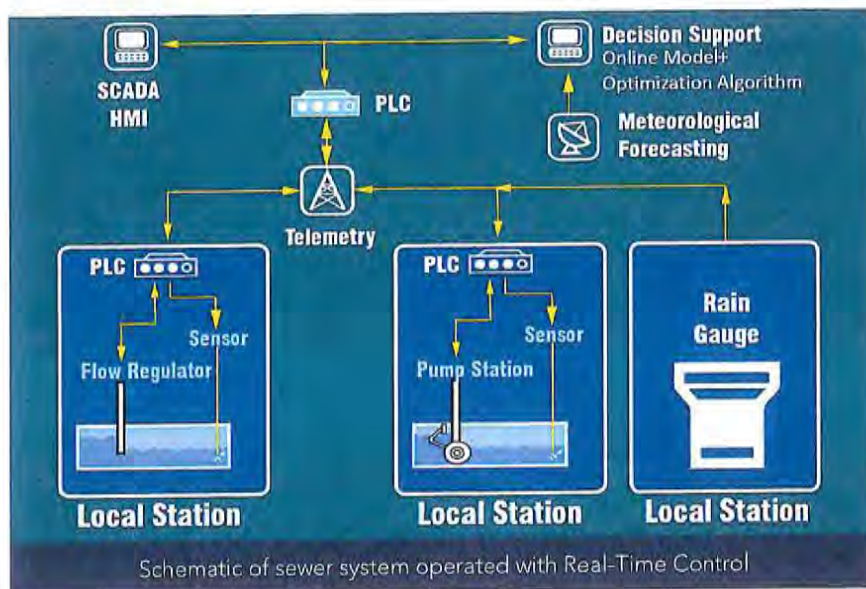 SCADA
HMI
PLC
Decision Support
Online Model+
Optimization Algorithm
Meteorological
Forecasting
Telemetry
PLC
Sensor
Flow Regulator
Local Station
PLC
Sensor
Pump Station
Local Station
Rain
Gauge
Local Station
Schematic of sewer system operated with Real-Time Control